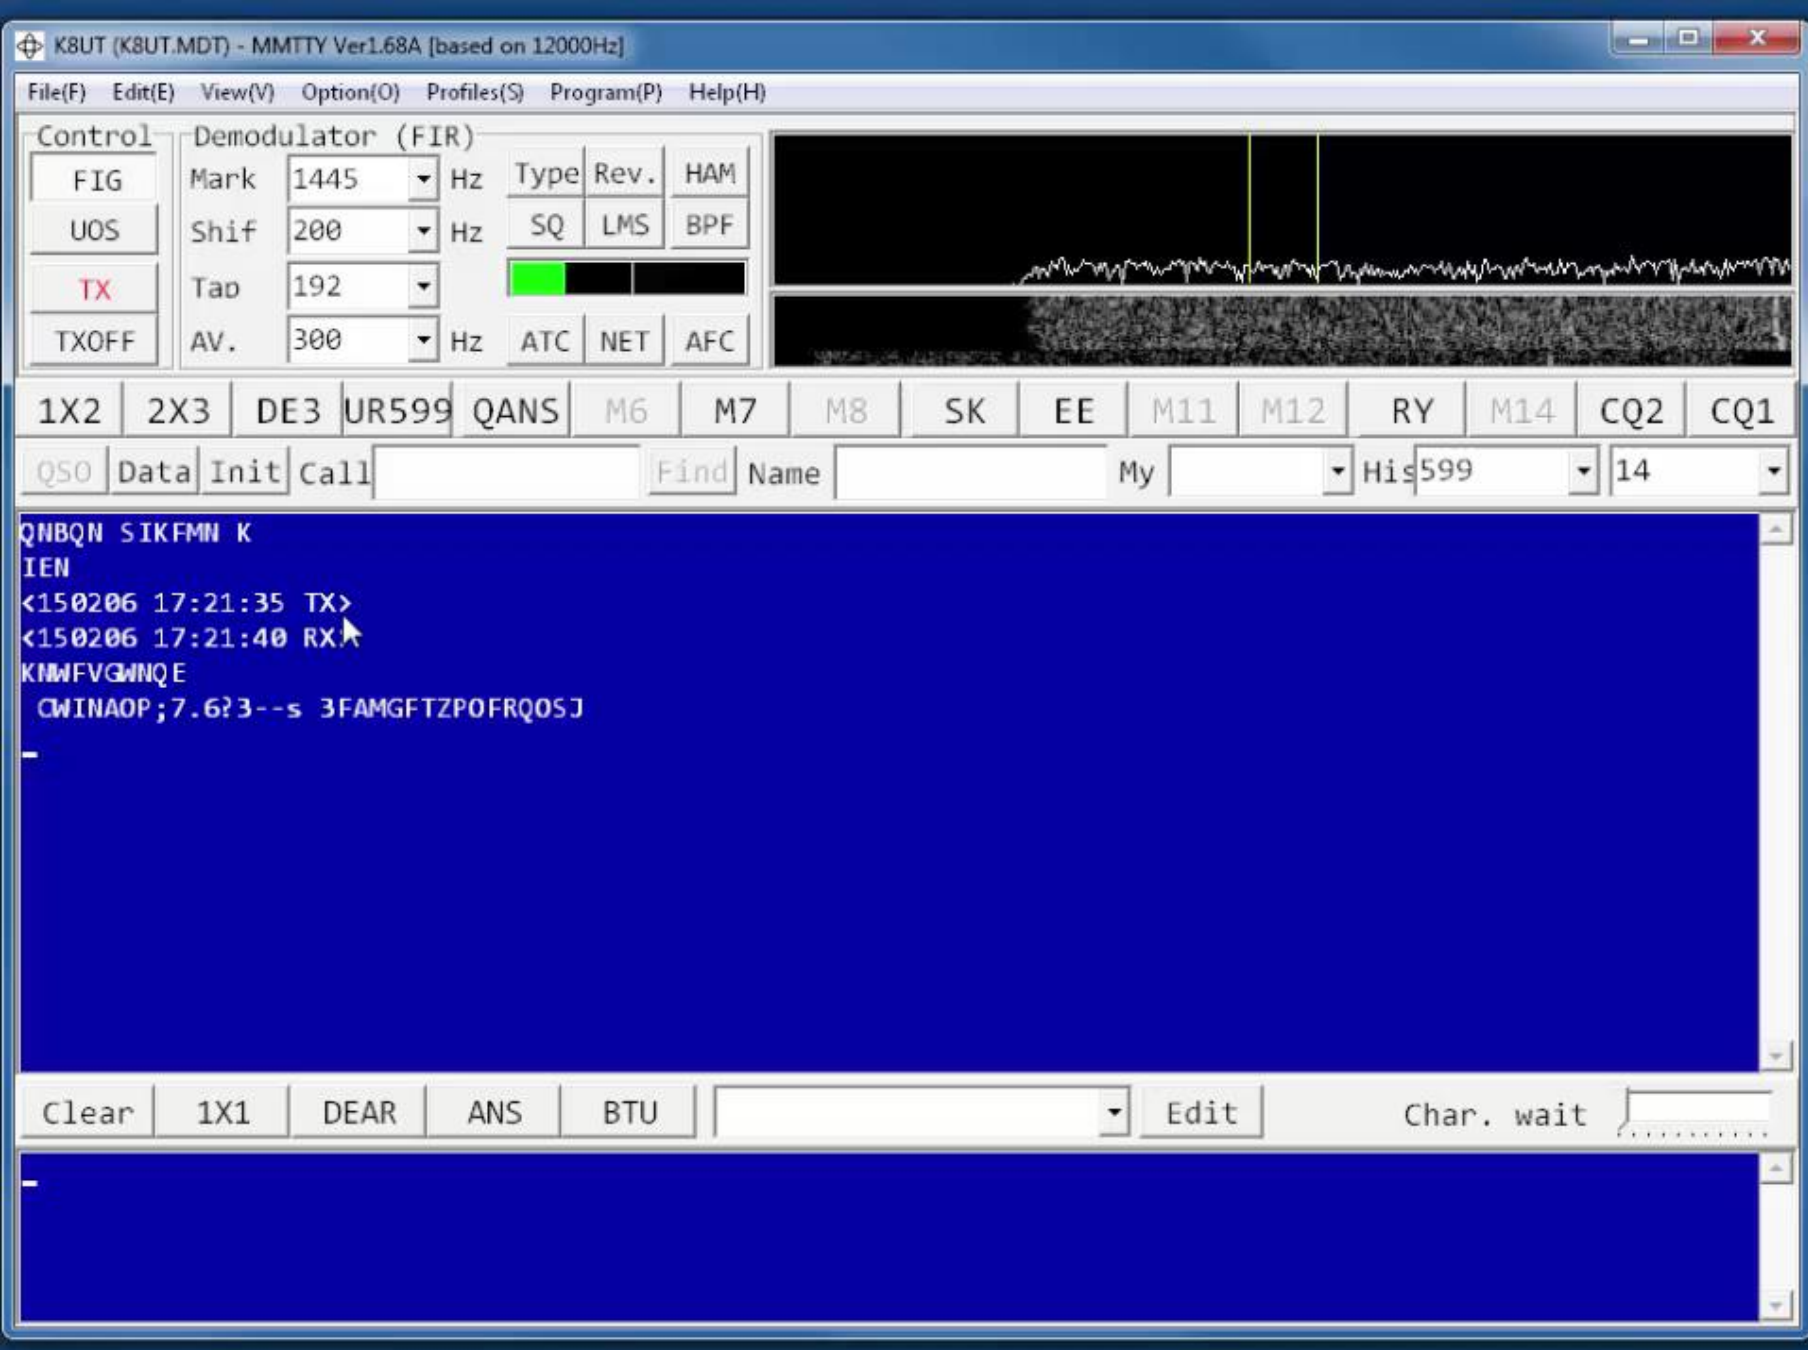 K8UT (K8UT.MDT) - MMTTY Ver1.68A [based on 12000Hz]
File(F) Edit(E) View(V) Option(O) Profiles(S) Program(P) Help(H)
Control Demodulator (FIR)
FIG Mark 1445 Hz Type Rev. HAM
UOS Shif 200 Hz SQ LMS BPF
TX Tap 192
TXOFF AV. 300 Hz ATC NET AFC
1X2 2X3 DE3 UR599 QANS M6 M7 M8 SK EE M11 M12 RY M14 CQ2 CQ1
QSO Data Init Call Find Name My His 599 14
QNBQN SIKFMN K
IEN
<150206 17:21:35 TX>
<150206 17:21:40 RX>
KNWFVGWNQE
CWINAOP;7.6?3--s 3FAMGFTZPOFRQOSJ
Clear 1X1 DEAR ANS BTU Edit Char. wait